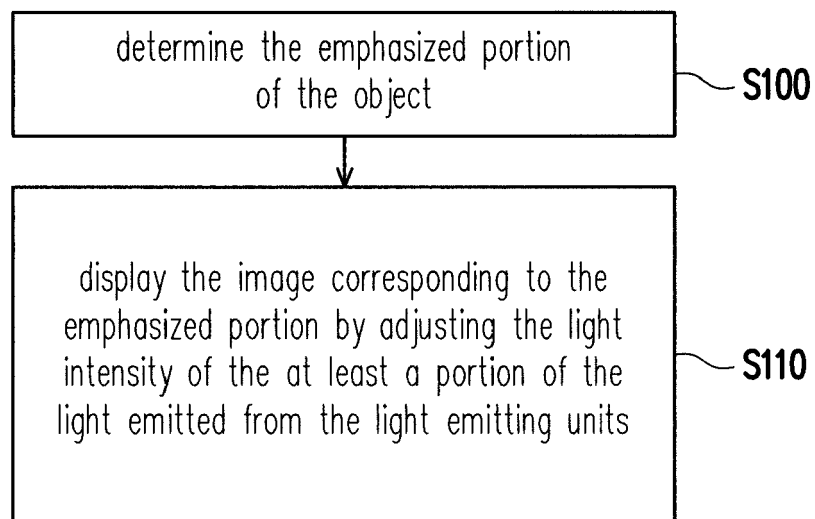 determine the emphasized portion
of the object
S100
display the image corresponding to the
emphasized portion by adjusting the light
intensity of the at least a portion of the
light emitted from the light emitting units
S110